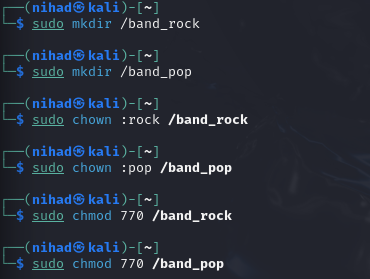 ┌──(nihad㉿kali)-[~]
└─$ sudo mkdir /band_rock
┌──(nihad㉿kali)-[~]
└─$ sudo mkdir /band_pop
┌──(nihad㉿kali)-[~]
└─$ sudo chown :rock /band_rock
┌──(nihad㉿kali)-[~]
└─$ sudo chown :pop /band_pop
┌──(nihad㉿kali)-[~]
└─$ sudo chmod 770 /band_rock
┌──(nihad㉿kali)-[~]
└─$ sudo chmod 770 /band_pop